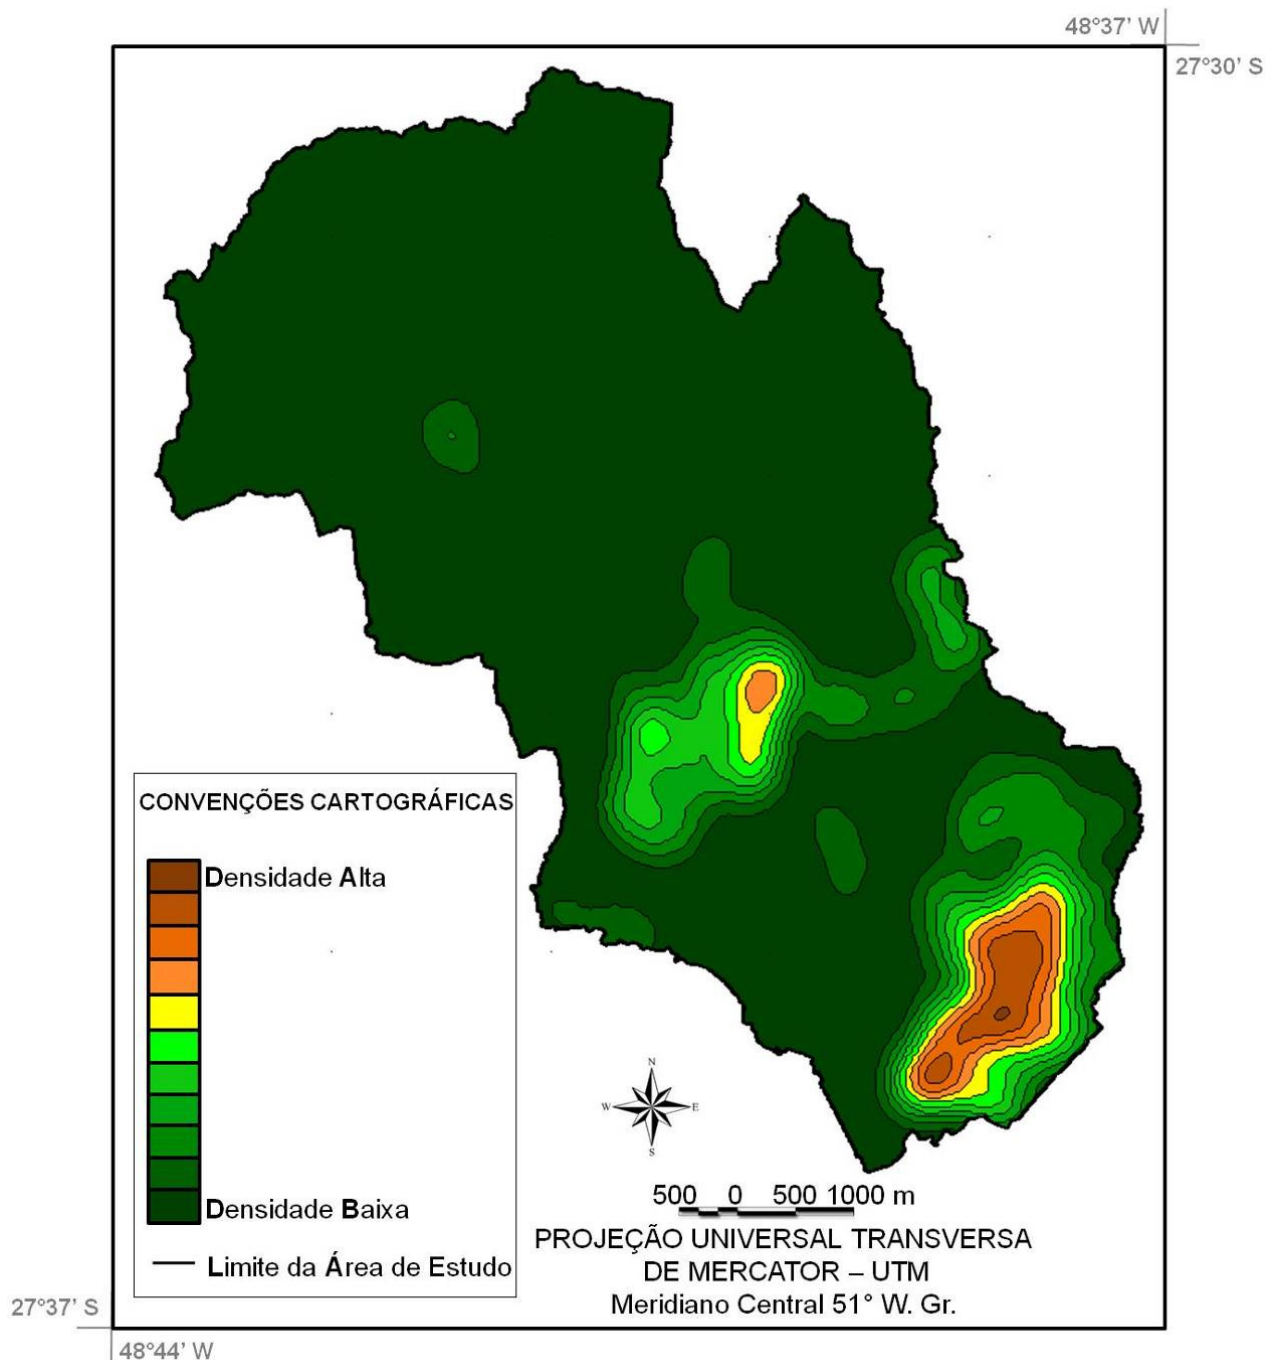 48°37' W
27°30' S
CONVENÇÕES CARTOGRÁFICAS
Densidade Alta
Densidade Baixa
Limite da Área de Estudo
N
W
E
S
500 0 500 1000 m
PROJEÇÃO UNIVERSAL TRANSVERSA
DE MERCATOR – UTM
Meridiano Central 51° W. Gr.
27°37' S
48°44' W